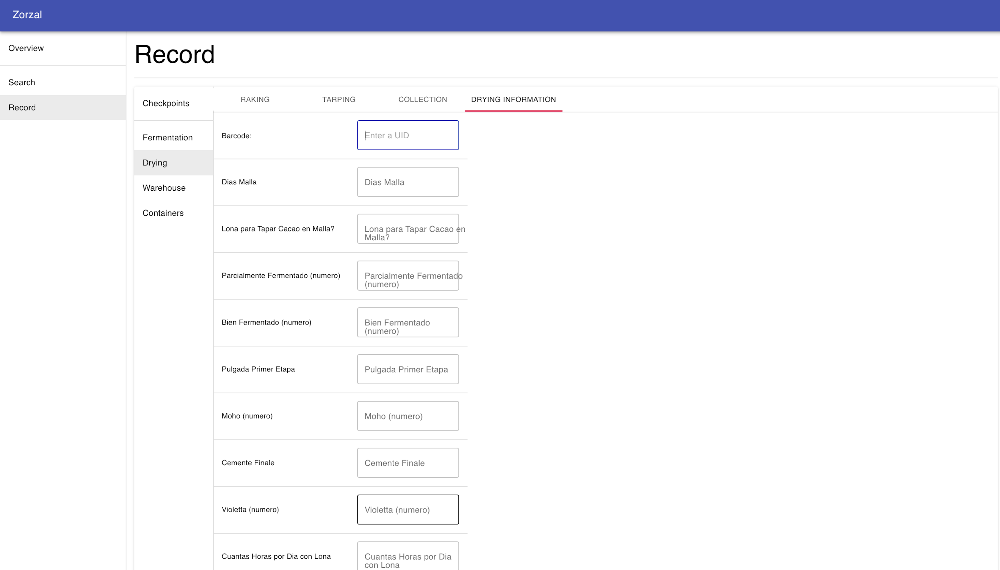 Zorzal
Overview
Search
Record
Record
Checkpoints
Fermentation
Drying
Warehouse
Containers
RAKING
TARPING
COLLECTION
DRYING INFORMATION
Barcode:
Enter a UID
Dias Malla
Dias Malla
Lona para Tapar Cacao en Malla?
Lona para Tapar Cacao en
Malla?
Parcialmente Fermentado (numero)
Parcialmente Fermentado
(numero)
Bien Fermentado (numero)
Bien Fermentado
(numero)
Pulgada Primer Etapa
Pulgada Primer Etapa
Moho (numero)
Moho (numero)
Cemente Finale
Cemente Finale
Violetta (numero)
Violetta (numero)
Cuantas Horas por Dia con Lona
Cuantas Horas por Dia
con Lona